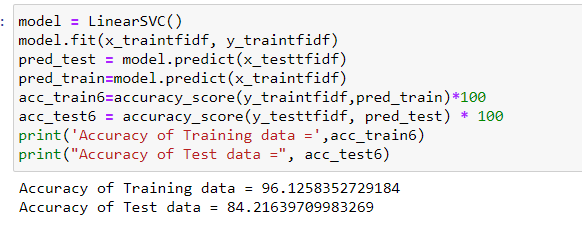 :
model = LinearSVC()
model.fit(x_traintfidf, y_traintfidf)
pred_test = model.predict(x_testtfidf)
pred_train=model.predict(x_traintfidf)
acc_train6=accuracy_score(y_traintfidf,pred_train)*100
acc_test6 = accuracy_score(y_testtfidf, pred_test) * 100
print('Accuracy of Training data =',acc_train6)
print("Accuracy of Test data =", acc_test6)
Accuracy of Training data = 96.1258352729184
Accuracy of Test data = 84.21639709983269